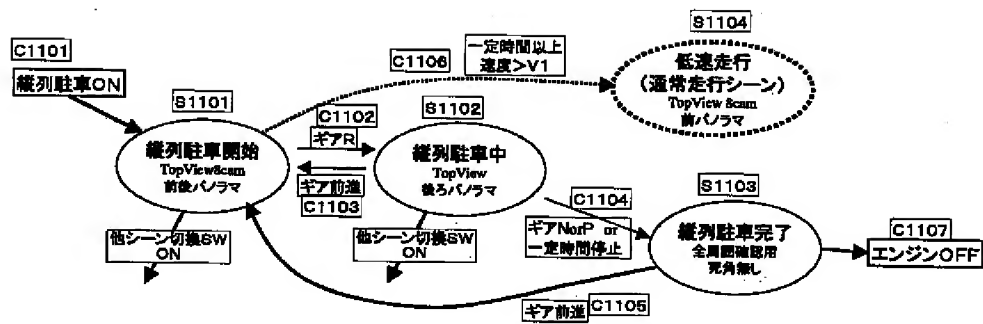 C1101
縦列駐車ON
S1101
縦列駐車開始
TopView8cam
前後パノラマ
他シーン切換SW
ON
C1106
一定時間以上
速度>V1
S1104
低速走行
(通常走行シーン)
TopView 8cam
前パノラマ
C1102
ギアR
ギア前進
C1103
S1102
縦列駐車中
TopView
後ろパノラマ
他シーン切換SW
ON
C1104
ギアNorP or
一定時間停止
S1103
縦列駐車完了
全周囲確認用
死角無し
C1107
エンジンOFF
ギア前進
C1105